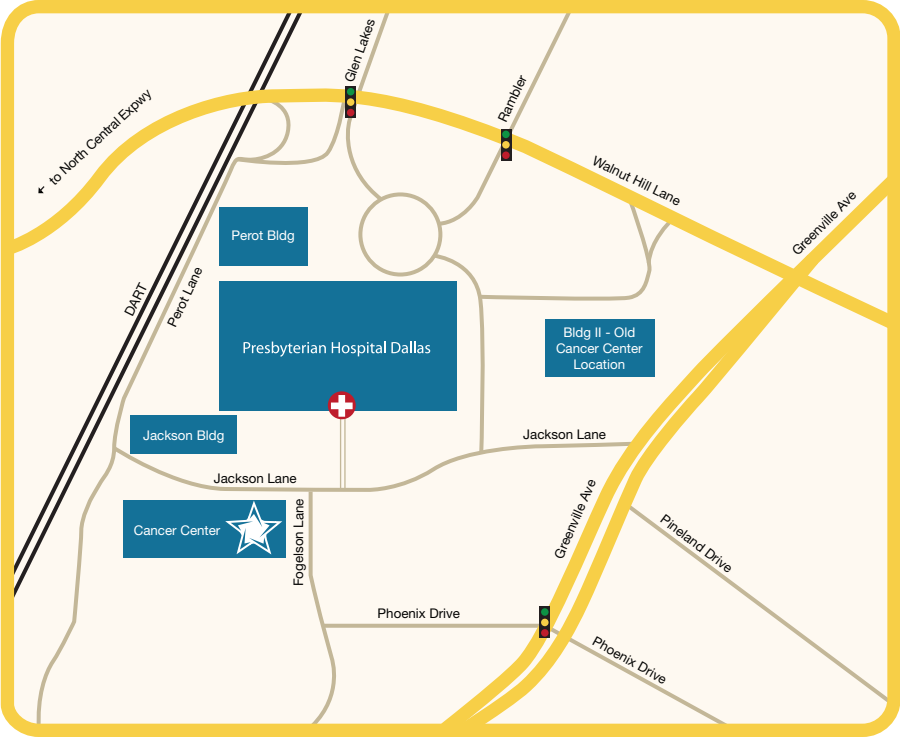 Glen Lakes
Rambler
to North Central Expwy
Walnut Hill Lane
Greenville Ave
Perot Bldg
DART
Perot Lane
Presbyterian Hospital Dallas
Bldg II - Old
Cancer Center
Location
Jackson Bldg
Jackson Lane
Jackson Lane
Cancer Center
Fogelson Lane
Greenville Ave
Pineland Drive
Phoenix Drive
Phoenix Drive